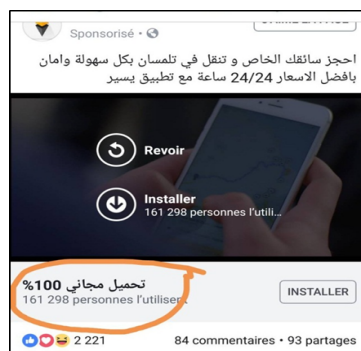 Sponsorisé •
احجز سائقك الخاص و تنقل في تلمسان بكل سهولة وامان
بافضل الاسعار 24/24 ساعة مع تطبيق يسير
Revoir
Installer
161 298 personnes l'utili...
تحميل مجاني 100%
161 298 personnes l'utilisen
INSTALLER
2 221
84 commentaires • 93 partages